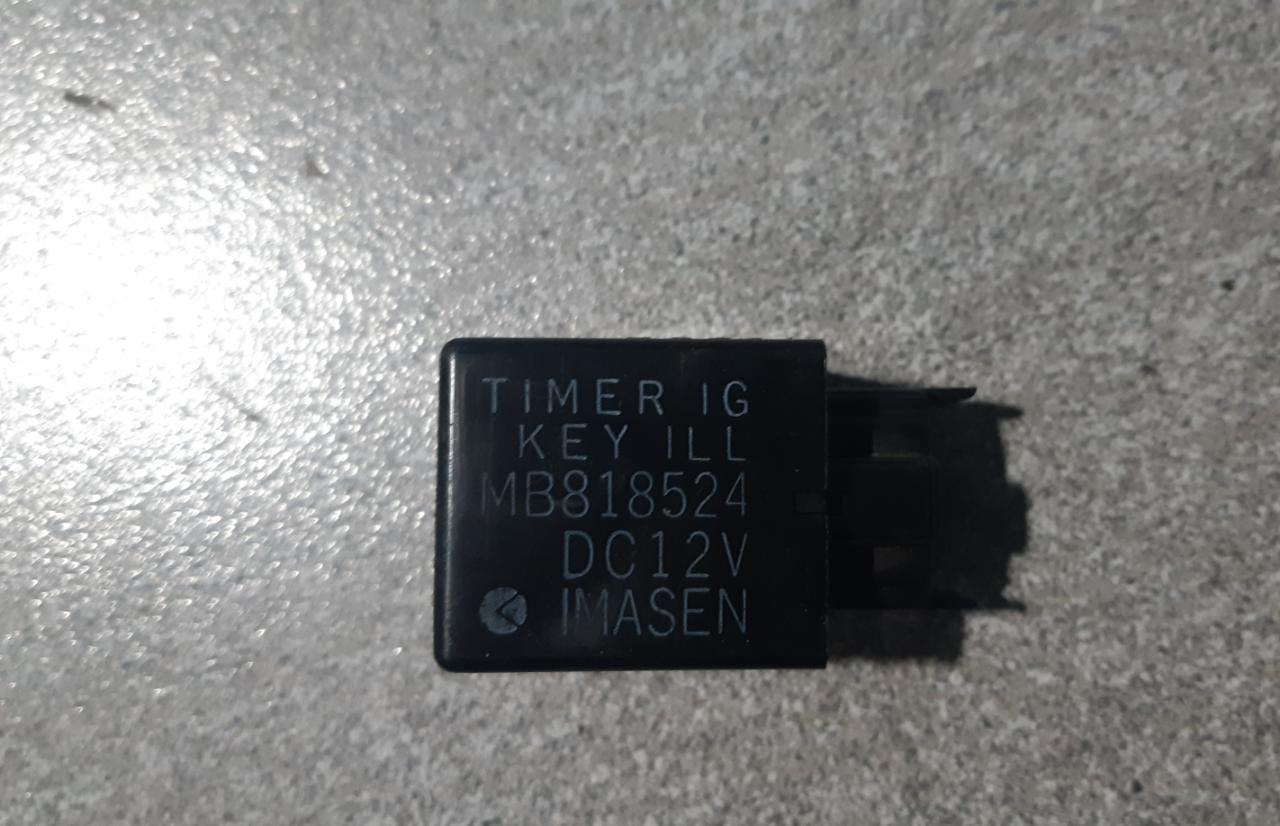 TIMER IG
KEY ILL
MB818524
DC12V
IMASEN